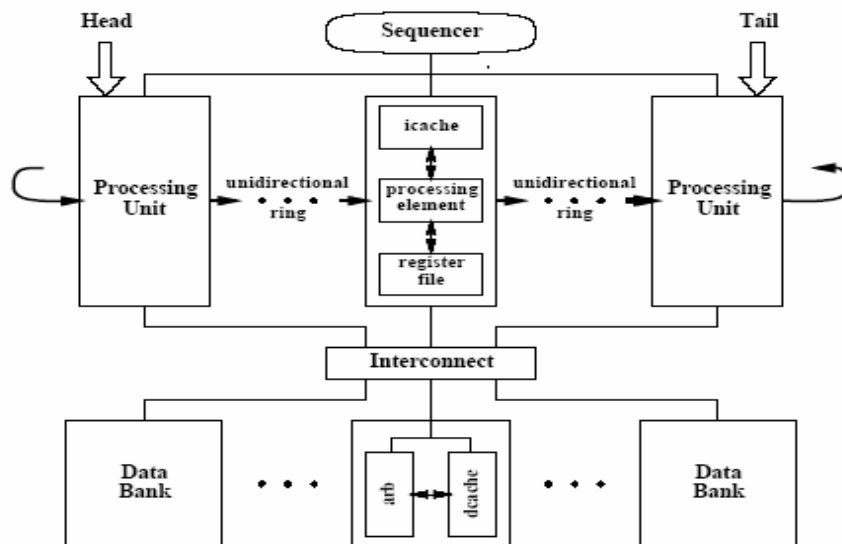 Head
Sequencer
Tail
icache
Processing
Unit
unidirectional
ring
processing
element
unidirectional
ring
Processing
Unit
register
file
Interconnect
Data
Bank
arb
dcache
Data
Bank